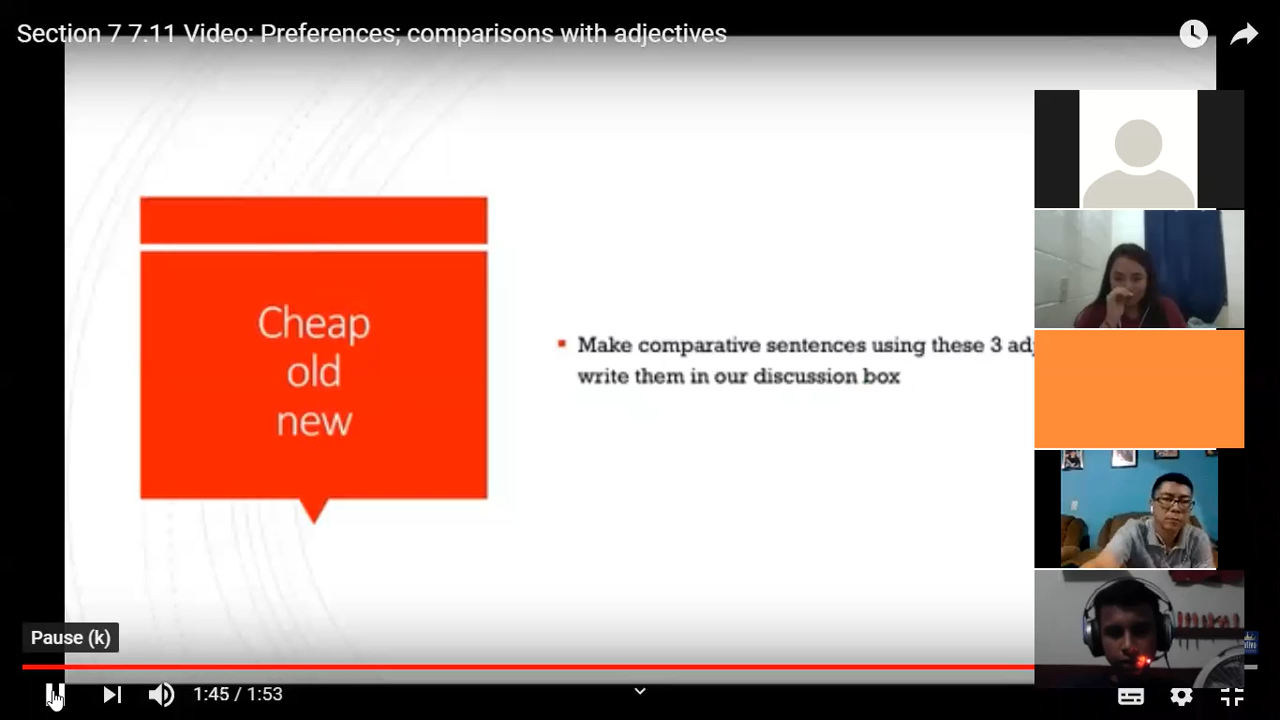 Section 7 7.11 Video: Preferences; comparisons with adjectives
Cheap
old
new
Make comparative sentences using these 3
write them in our discussion box
Pause (k)
1:45 / 1:53